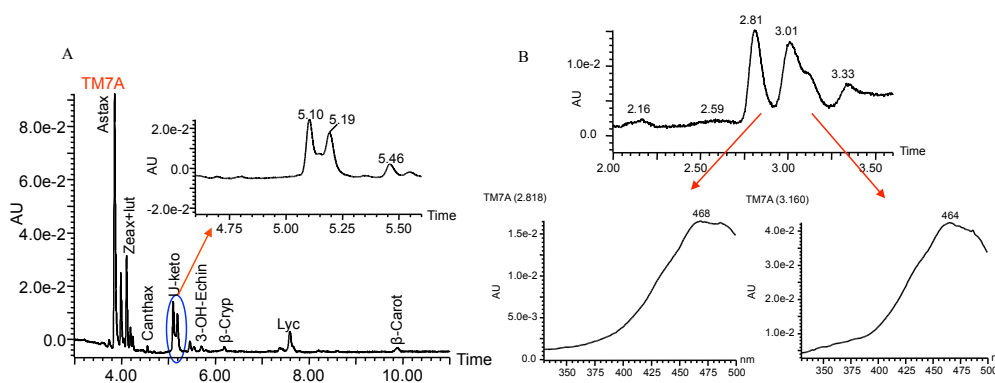 A
TM7A
Astax
Zeax+lut
Canthax
U-keto
3-OH-Echin
β-Cryp
Lyc
β-Carot
AU
8.0e-2
6.0e-2
4.0e-2
2.0e-2
0.0
4.00 6.00 8.00 10.00
Time
5.10
5.19
5.46
AU
2.0e-2
0.0
-2.0e-2
4.75 5.00 5.25 5.50
Time
B
2.81
3.01
3.33
2.16
2.59
AU
1.0e-2
0.0
2.00 2.50 3.00 3.50
Time
TM7A (2.818)
468
AU
1.5e-2
1.0e-2
5.0e-3
0.0
350 375 400 425 450 475 500
nm
TM7A (3.160)
464
AU
4.0e-2
3.0e-2
2.0e-2
1.0e-2
350 375 400 425 450 475 500